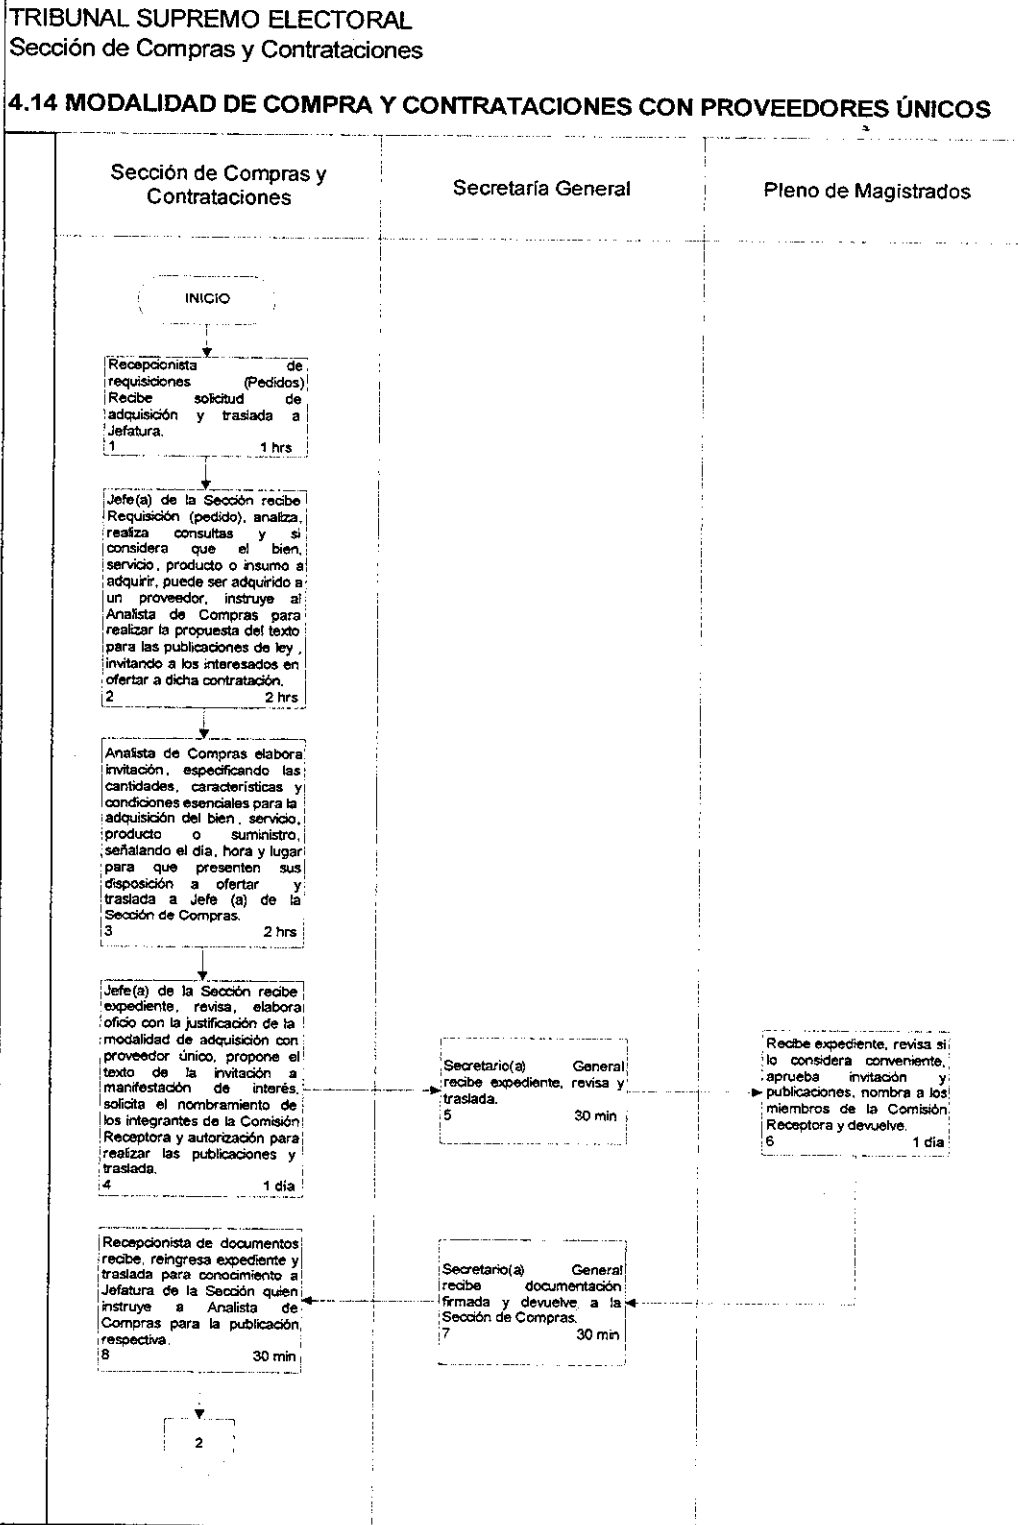 TRIBUNAL SUPREMO ELECTORAL
Sección de Compras y Contrataciones
4.14 MODALIDAD DE COMPRA Y CONTRATACIONES CON PROVEEDORES ÚNICOS
Sección de Compras y
Contrataciones
Secretaría General
Pleno de Magistrados
INICIO
Recepcionista de
requisiciones (Pedidos)
Recibe solicitud de
adquisición y traslada a
Jefatura.
1 1 hrs
Jefe(a) de la Sección recibe
Requisición (pedido), analiza,
realiza consultas y si
considera que el bien,
servicio, producto o insumo a
adquirir, puede ser adquirido a
un proveedor, instruye al
Analista de Compras para
realizar la propuesta del texto
para las publicaciones de ley ,
invitando a los interesados en
ofertar a dicha contratación.
2 2 hrs
Analista de Compras elabora
invitación, especificando las
cantidades, características y
condiciones esenciales para la
adquisición del bien, servicio,
producto o suministro,
señalando el día, hora y lugar
para que presenten sus
disposición a ofertar y
traslada a Jefe (a) de la
Sección de Compras.
3 2 hrs
Jefe(a) de la Sección recibe
expediente, revisa, elabora
oficio con la justificación de la
modalidad de adquisición con
proveedor único, propone el
texto de la invitación a
manifestación de interés,
solicita el nombramiento de
los integrantes de la Comisión
Receptora y autorización para
realizar las publicaciones y
traslada.
4 1 día
Secretario(a) General
recibe expediente, revisa y
traslada.
5 30 min
Recibe expediente, revisa si
lo considera conveniente,
aprueba invitación y
publicaciones, nombra a los
miembros de la Comisión
Receptora y devuelve.
6 1 día
Secretario(a) General
recibe documentación
firmada y devuelve a la
Sección de Compras.
7 30 min
Recepcionista de documentos
recibe, reingresa expediente y
traslada para conocimiento a
Jefatura de la Sección quien
instruye a Analista de
Compras para la publicación
respectiva.
8 30 min
2